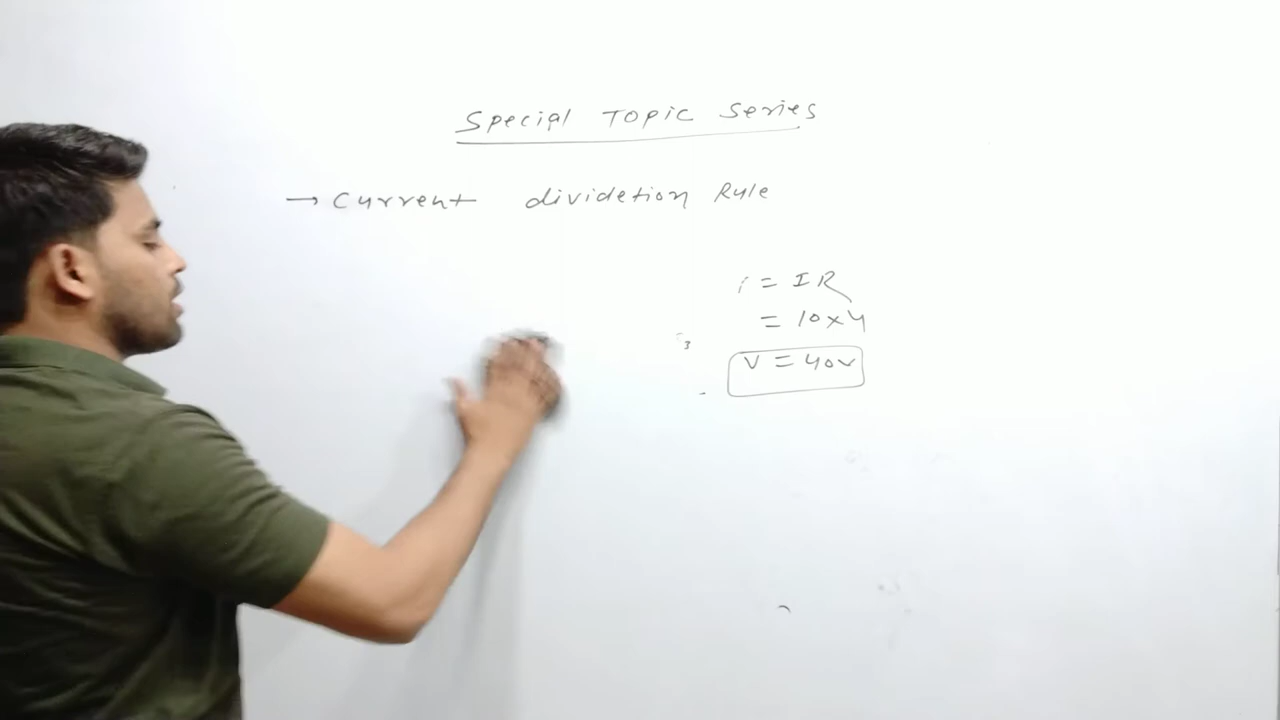 Special Topic Series
→ Current dividetion Rule
= IR
= 10×4
V = 40V